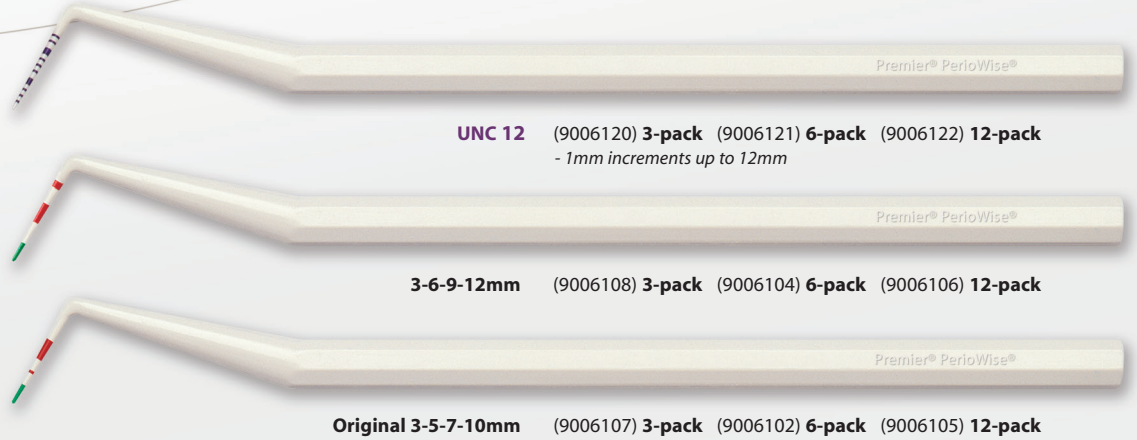 Premier® PerioWise®
UNC 12 (9006120) 3-pack (9006121) 6-pack (9006122) 12-pack
- 1mm increments up to 12mm
Premier® PerioWise®
3-6-9-12mm (9006108) 3-pack (9006104) 6-pack (9006106) 12-pack
Premier® PerioWise®
Original 3-5-7-10mm (9006107) 3-pack (9006102) 6-pack (9006105) 12-pack